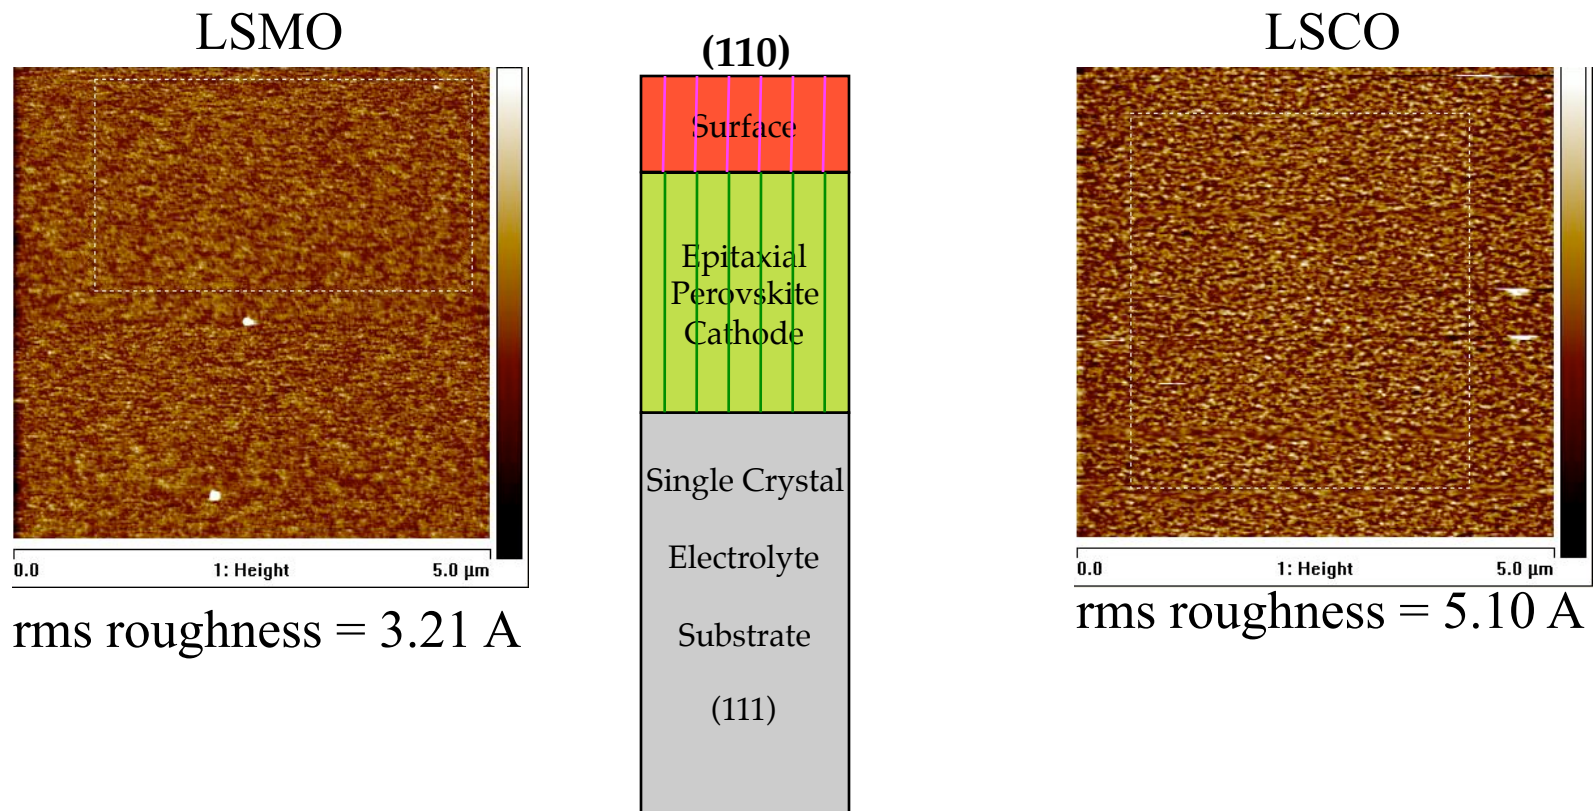 LSMO
0.0 1: Height 5.0 μm
rms roughness = 3.21 A
(110)
Surface
Epitaxial
Perovskite
Cathode
Single Crystal
Electrolyte
Substrate
(111)
LSCO
0.0 1: Height 5.0 μm
rms roughness = 5.10 A